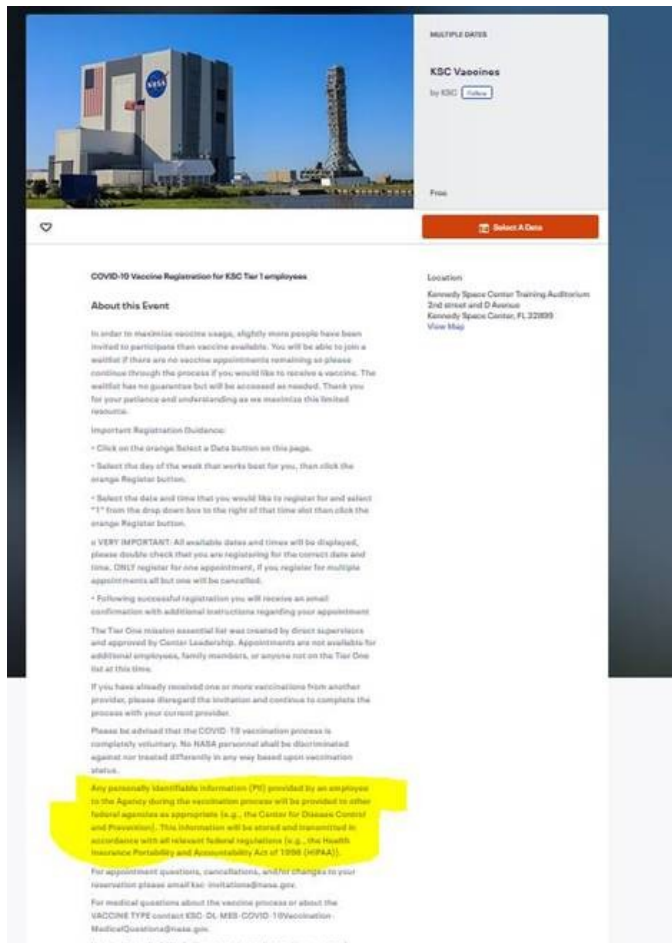 NASA
MULTIPLE DATES
KSC Vaccines
by KSC Follow
Free
Select A Date
COVID-19 Vaccine Registration for KSC Tier 1 employees
About this Event
In order to maximize vaccine usage, slightly more people have been
invited to participate than vaccine available. You will be able to join a
waitlist if there are no vaccine appointments remaining so please
continue through the process if you would like to receive a vaccine. The
waitlist has no guarantee but will be accessed as needed. Thank you
for your patience and understanding as we maximize this limited
resource.
Important Registration Guidance:
• Click on the orange Select a Date button on this page.
• Select the day of the week that works best for you, then click the
orange Register button.
• Select the date and time that you would like to register for and select
"1" from the drop down box to the right of that time slot then click the
orange Register button.
o VERY IMPORTANT: All available dates and times will be displayed,
please double check that you are registering for the correct date and
time. ONLY register for one appointment, if you register for multiple
appointments all but one will be cancelled.
• Following successful registration you will receive an email
confirmation with additional instructions regarding your appointment
The Tier One mission essential list was created by direct supervisors
and approved by Center Leadership. Appointments are not available for
additional employees, family members, or anyone not on the Tier One
list at this time.
If you have already received one or more vaccinations from another
provider, please disregard the invitation and continue to complete the
process with your current provider.
Please be advised that the COVID-19 vaccination process is
completely voluntary. No NASA personnel shall be discriminated
against nor treated differently in any way based upon vaccination
status.
Any personally identifiable information (PII) provided by an employee
to the Agency during the vaccination process will be provided to other
federal agencies as appropriate (e.g., the Center for Disease Control
and Prevention). This information will be stored and transmitted in
accordance with all relevant federal regulations (e.g., the Health
Insurance Portability and Accountability Act of 1996 (HIPAA)).
For appointment questions, cancellations, and/or changes to your
reservation please email ksc-invitations@nasa.gov.
For medical questions about the vaccine process or about the
VACCINE TYPE contact KSC-DL-MSS-COVID-19Vaccination-
MedicalQuestions@nasa.gov.
Location
Kennedy Space Center Training Auditorium
2nd street and D Avenue
Kennedy Space Center, FL 32899
View Map